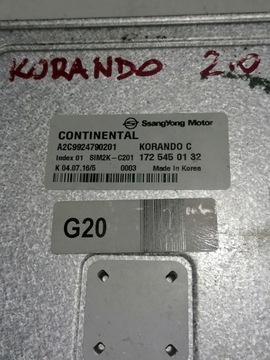 KORANDO 2.0
SsangYong Motor
CONTINENTAL
A2C9924790201 KORANDO C
Index 01 SIM2K-C201 172 545 01 32
K 04.07.16/5 0003 Made In Korea
G20